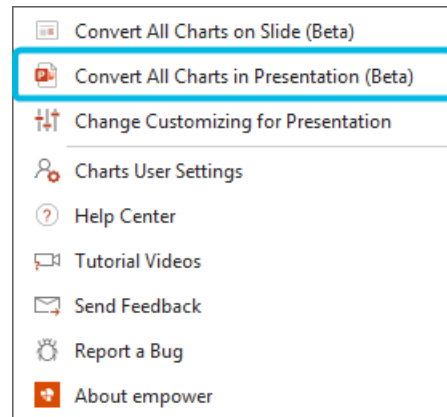 Convert All Charts on Slide (Beta)
Convert All Charts in Presentation (Beta)
Change Customizing for Presentation
Charts User Settings
Help Center
Tutorial Videos
Send Feedback
Report a Bug
About empower